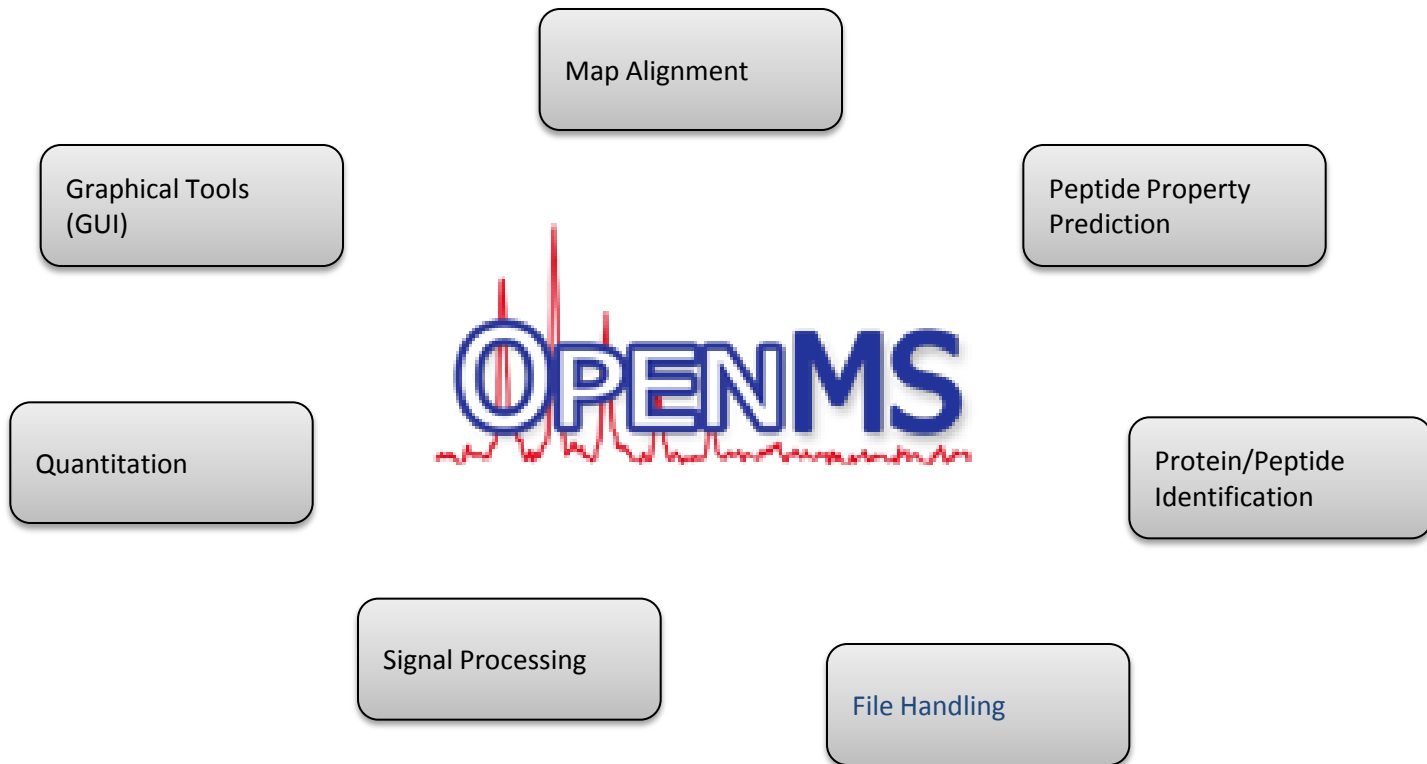 Map Alignment
Graphical Tools
(GUI)
Peptide Property
Prediction
OPENMS
Quantitation
Protein/Peptide
Identification
Signal Processing
File Handling